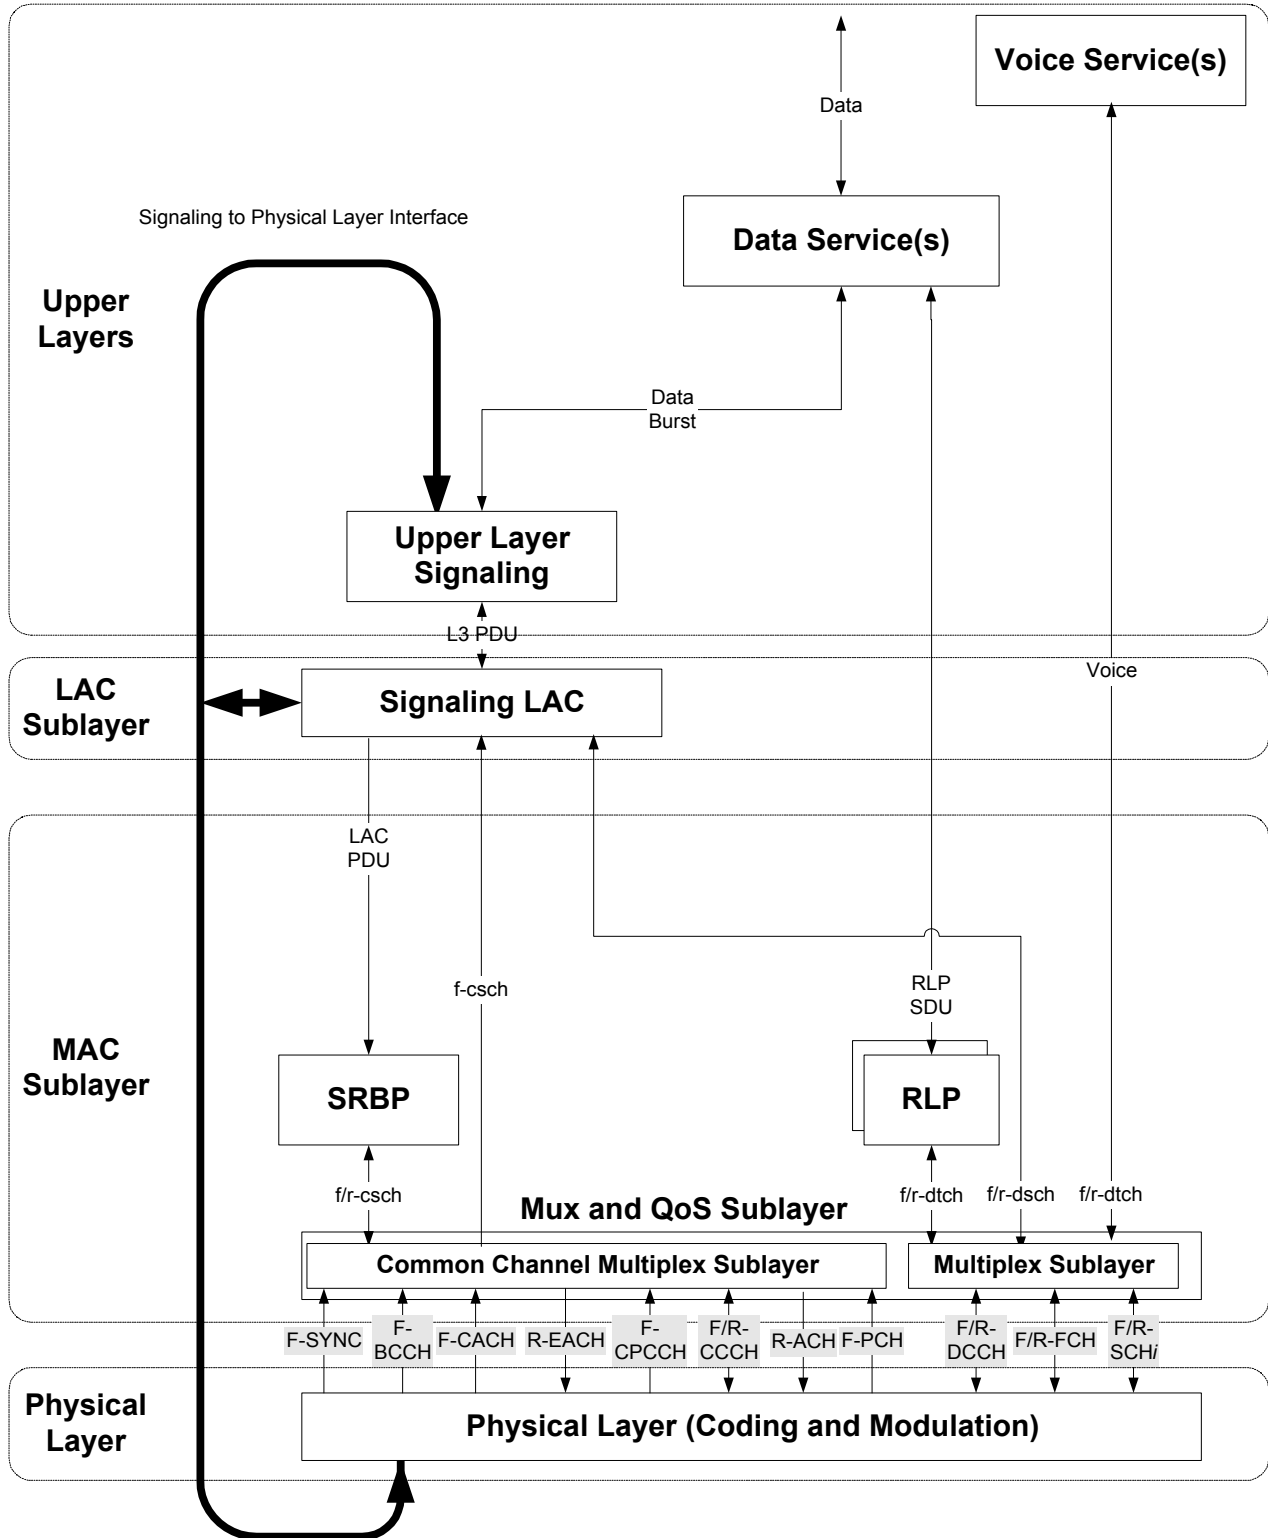 Voice Service(s)
Data
Data Service(s)
Signaling to Physical Layer Interface
Upper
Layers
Data
Burst
Upper Layer
Signaling
L3 PDU
Voice
LAC
Sublayer
Signaling LAC
LAC
PDU
f-csch
RLP
SDU
MAC
Sublayer
SRBP
RLP
f/r-csch
f/r-dtch
f/r-dsch
f/r-dtch
Mux and QoS Sublayer
Common Channel Multiplex Sublayer
Multiplex Sublayer
F-SYNC
F-
BCCH
F-CACH
R-EACH
F-
CPCCH
F/R-
CCCH
R-ACH
F-PCH
F/R-
DCCH
F/R-FCH
F/R-
SCHi
Physical
Layer
Physical Layer (Coding and Modulation)